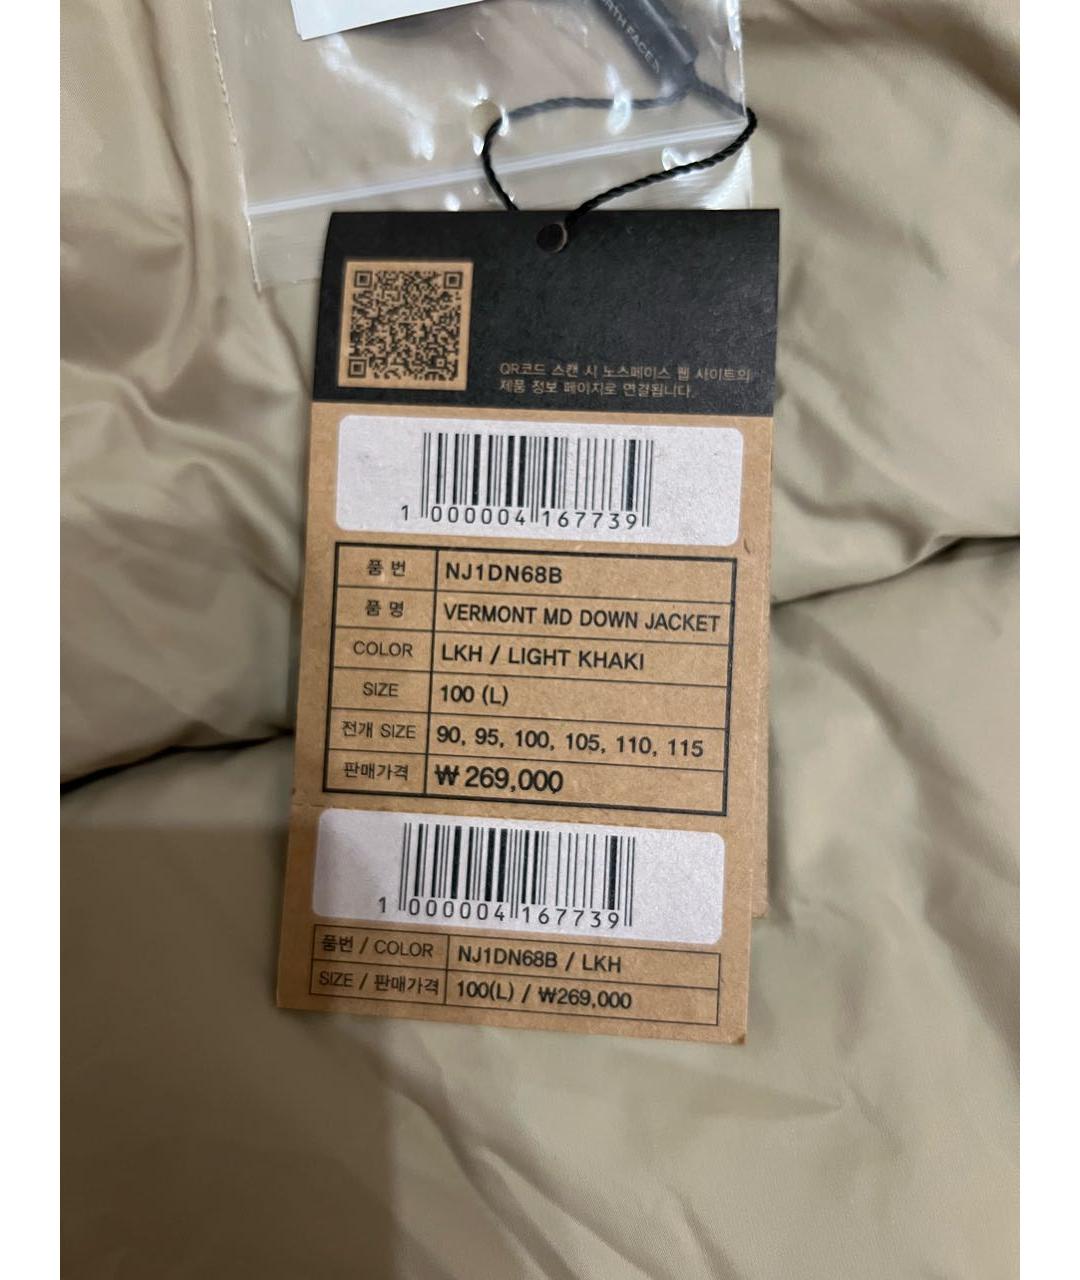 RTH FACE
QR코드 스캔 시 노스페이스 웹 사이트의
제품 정보 페이지로 연결됩니다.
1 000004 167739
품 번 NJ1DN68B
품 명 VERMONT MD DOWN JACKET
COLOR LKH / LIGHT KHAKI
SIZE 100 (L)
전개 SIZE 90, 95, 100, 105, 110, 115
판매가격 ₩ 269,000
1 000004 167739
품번 / COLOR NJ1DN68B / LKH
SIZE / 판매가격 100(L) / ₩269,000